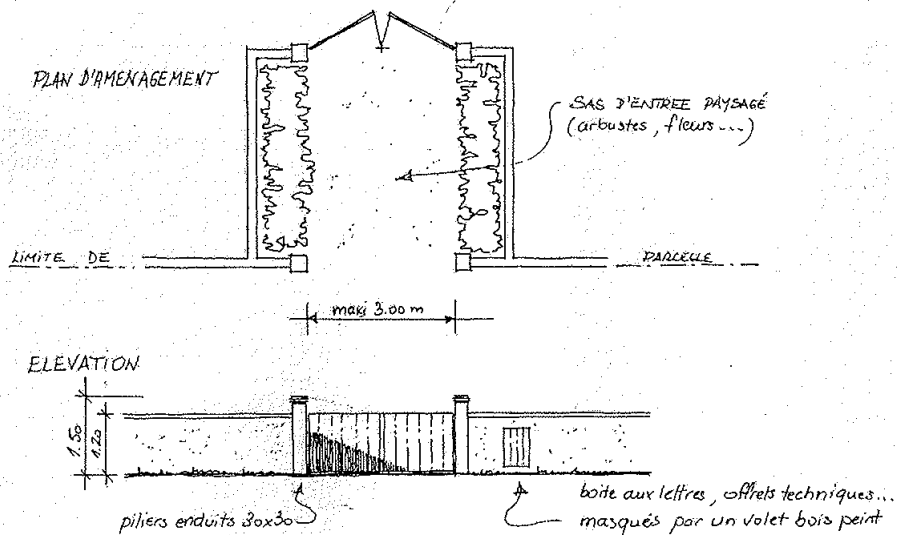 PLAN D'AMENAGEMENT
SAS D'ENTREE PAYSAGÉ
(arbustes, fleurs...)
LIMITE DE PARCELLE
maxi 3.00 m
ELEVATION
1.50
1.20
piliers enduits 30x30
boite aux lettres, coffrets techniques...
masqués par un volet bois peint